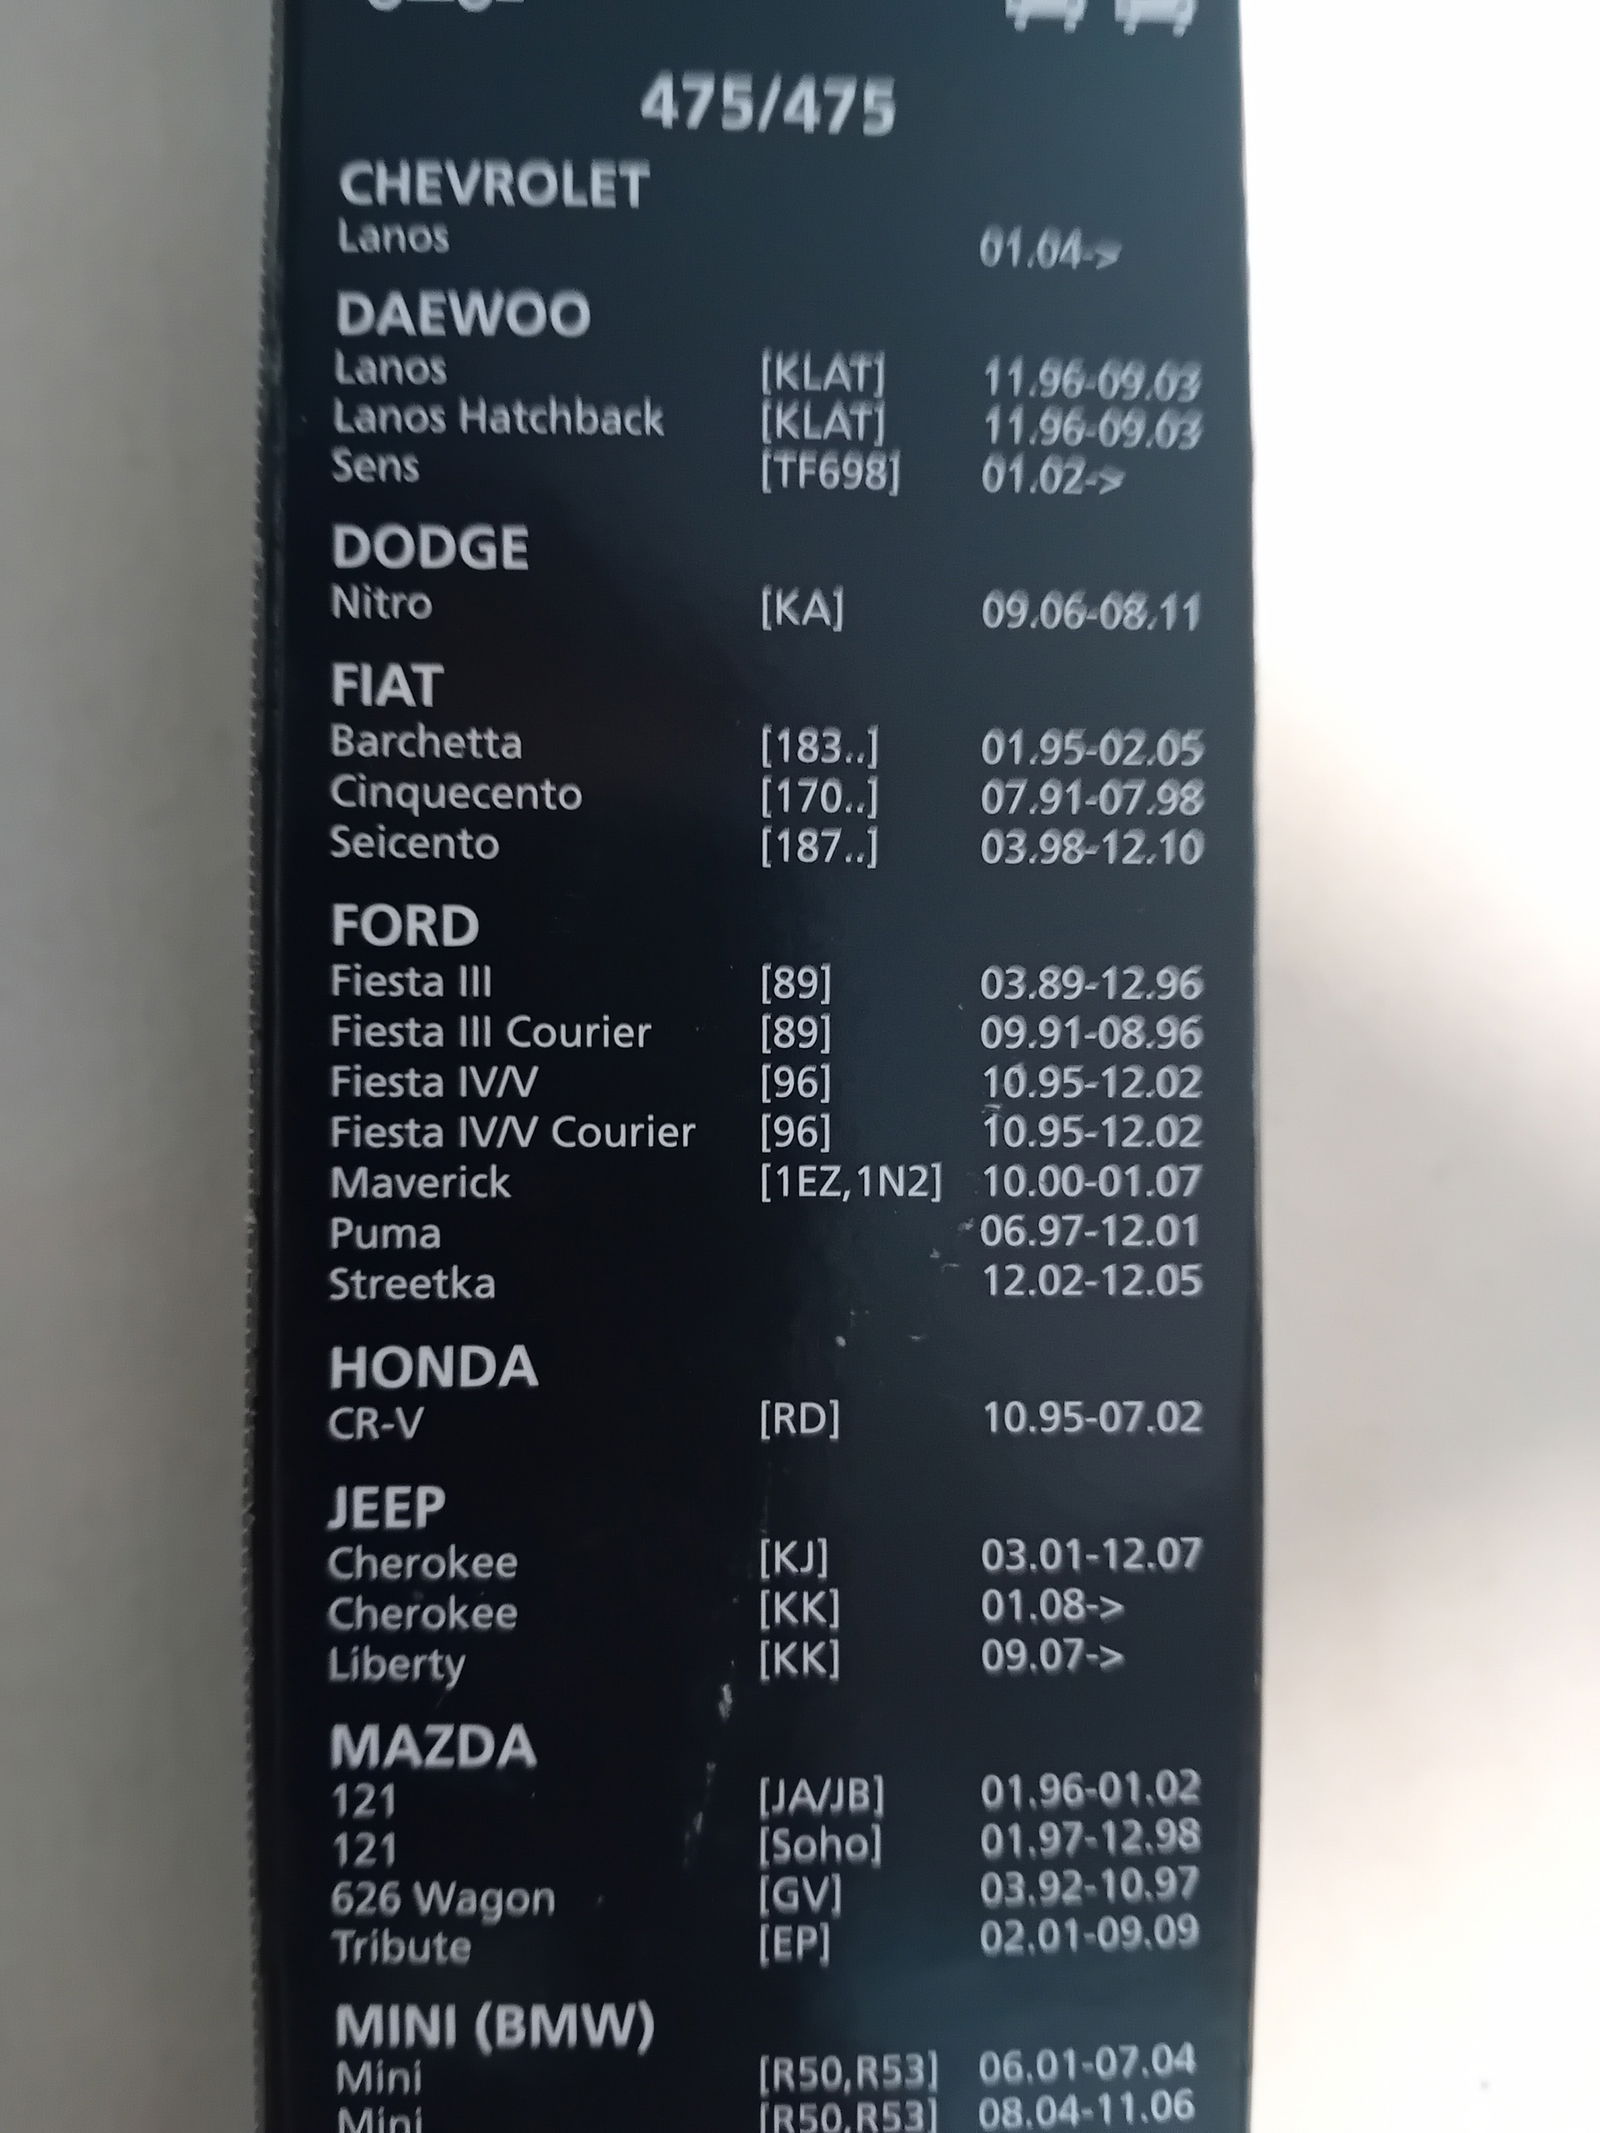 475/475
CHEVROLET
Lanos 01.04->
DAEWOO
Lanos [KLAT] 11.96-09.03
Lanos Hatchback [KLAT] 11.96-09.03
Sens [TF698] 01.02->
DODGE
Nitro [KA] 09.06-08.11
FIAT
Barchetta [183..] 01.95-02.05
Cinquecento [170..] 07.91-07.98
Seicento [187..] 03.98-12.10
FORD
Fiesta III [89] 03.89-12.96
Fiesta III Courier [89] 09.91-08.96
Fiesta IV/V [96] 10.95-12.02
Fiesta IV/V Courier [96] 10.95-12.02
Maverick [1EZ,1N2] 10.00-01.07
Puma 06.97-12.01
Streetka 12.02-12.05
HONDA
CR-V [RD] 10.95-07.02
JEEP
Cherokee [KJ] 03.01-12.07
Cherokee [KK] 01.08->
Liberty [KK] 09.07->
MAZDA
121 [JA/JB] 01.96-01.02
121 [Soho] 01.97-12.98
626 Wagon [GV] 03.92-10.97
Tribute [EP] 02.01-09.09
MINI (BMW)
Mini [R50,R53] 06.01-07.04
Mini [R50,R53] 08.04-11.06